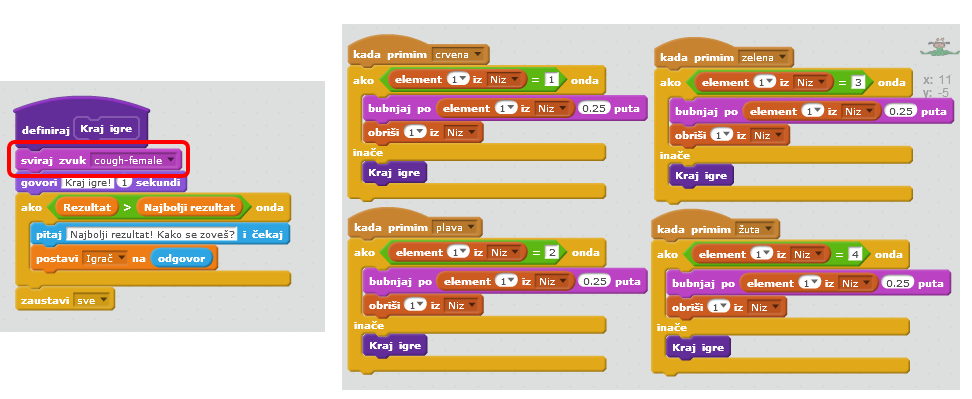 definiraj Kraj igre
sviraj zvuk cough-female
govori Kraj igre! 1 sekundi
ako Rezultat > Najbolji rezultat onda
pitaj Najbolji rezultat! Kako se zoveš? i čekaj
postavi Igrač na odgovor
zaustavi sve
kada primim crvena
ako element 1 iz Niz = 1 onda
bubnjaj po element 1 iz Niz 0.25 puta
obriši 1 iz Niz
inače
Kraj igre
kada primim zelena
ako element 1 iz Niz = 3 onda
bubnjaj po element 1 iz Niz 0.25 puta
obriši 1 iz Niz
inače
Kraj igre
x: 11
y: -5
kada primim plava
ako element 1 iz Niz = 2 onda
bubnjaj po element 1 iz Niz 0.25 puta
obriši 1 iz Niz
inače
Kraj igre
kada primim žuta
ako element 1 iz Niz = 4 onda
bubnjaj po element 1 iz Niz 0.25 puta
obriši 1 iz Niz
inače
Kraj igre